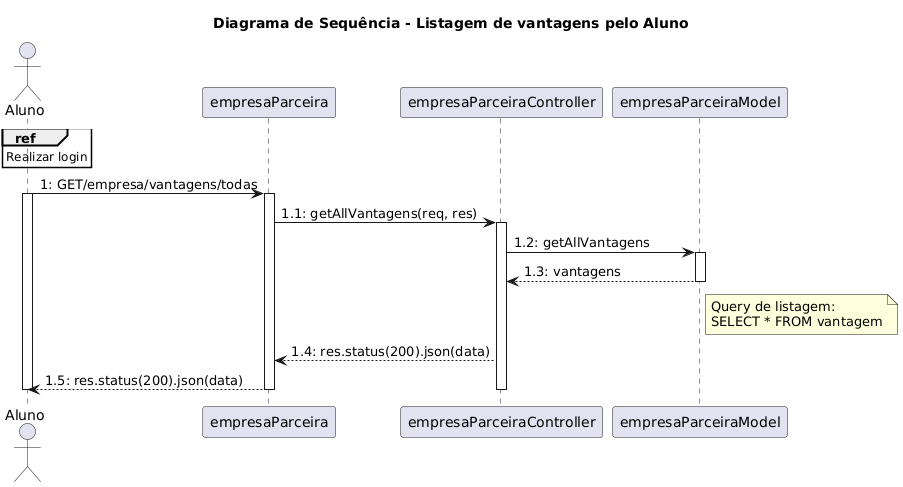 Diagrama de Sequência - Listagem de vantagens pelo Aluno
Aluno
empresaParceira
empresaParceiraController
empresaParceiraModel
ref
Realizar login
1: GET/empresa/vantagens/todas
1.1: getAllVantagens(req, res)
1.2: getAllVantagens
1.3: vantagens
Query de listagem:
SELECT * FROM vantagem
1.4: res.status(200).json(data)
1.5: res.status(200).json(data)
Aluno
empresaParceira
empresaParceiraController
empresaParceiraModel